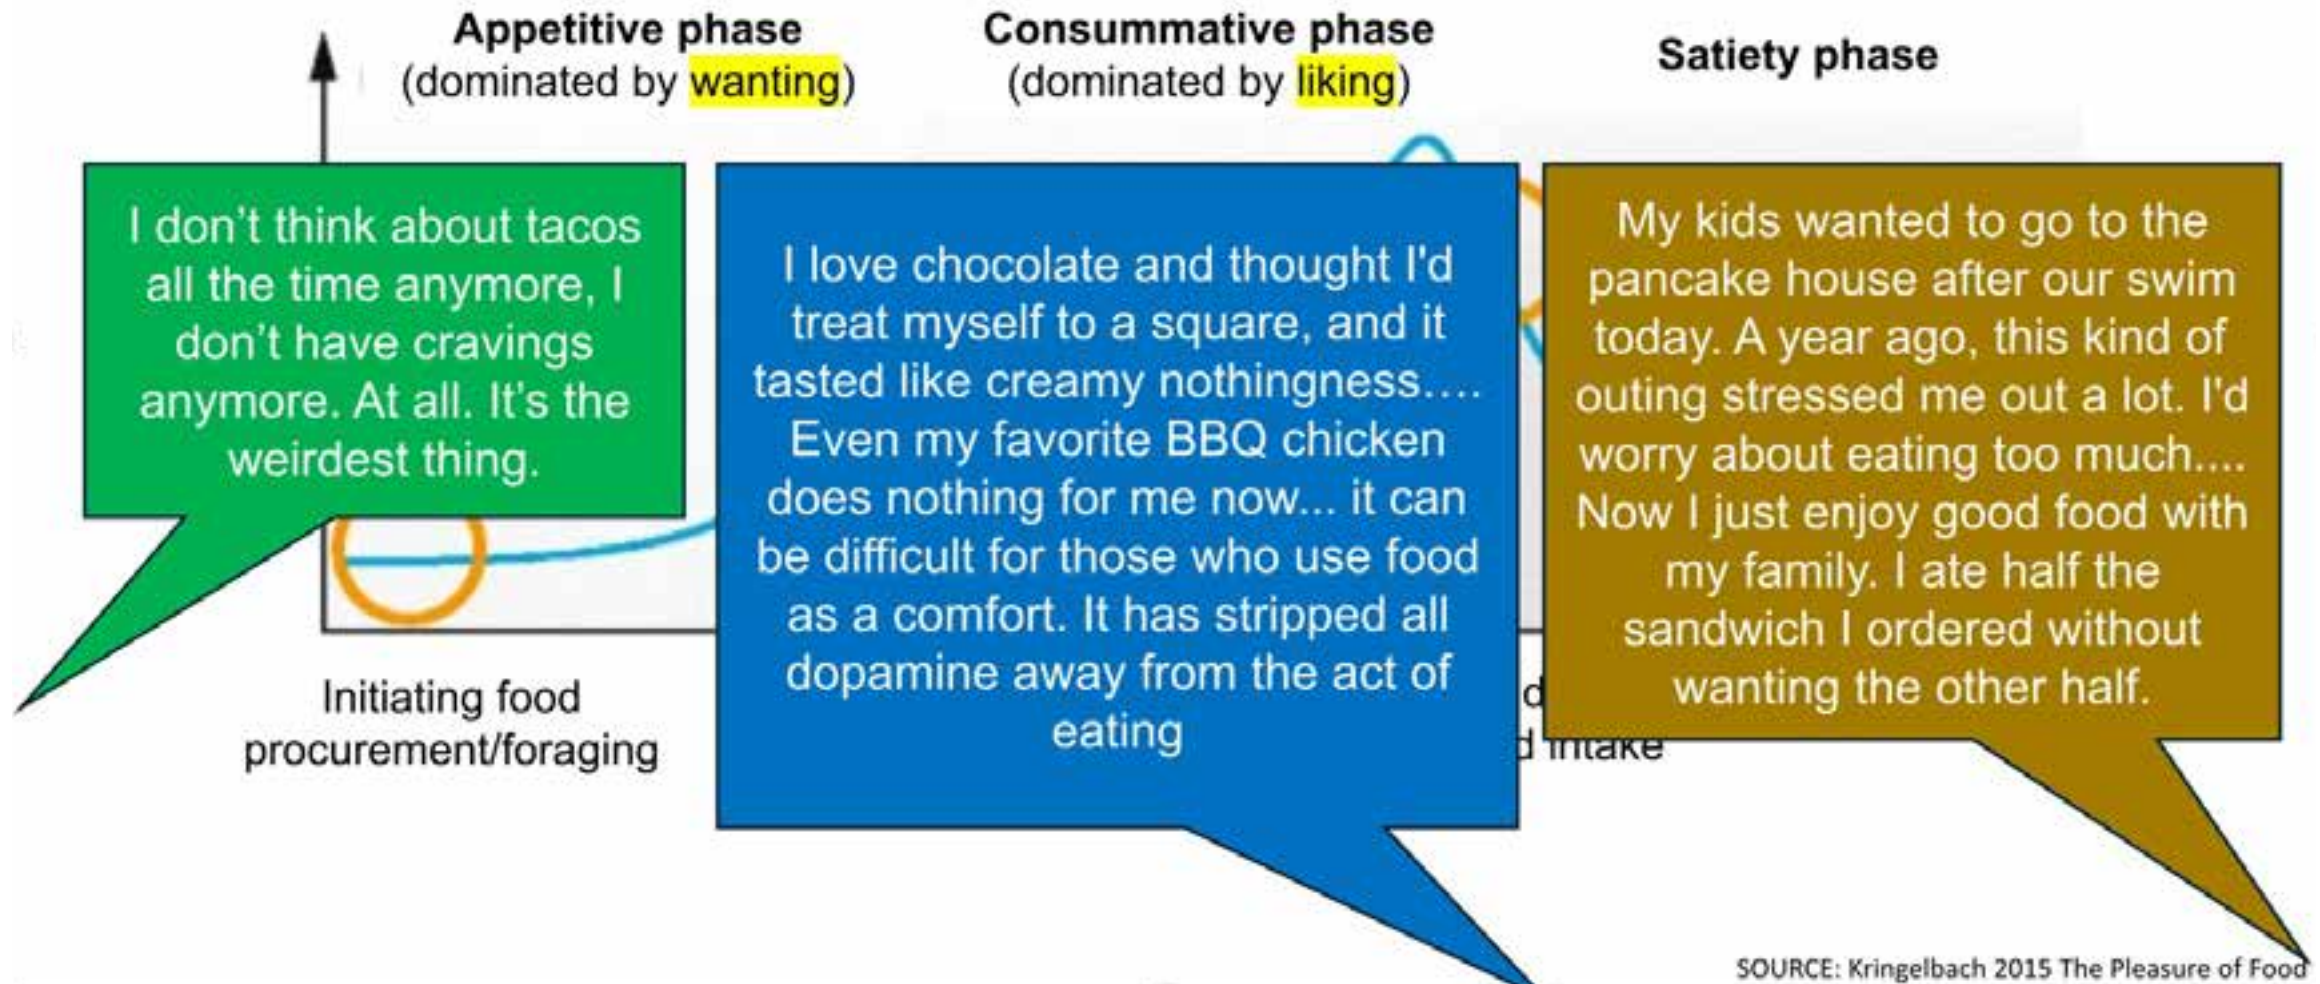 Appetitive phase
(dominated by wanting)
Consummative phase
(dominated by liking)
Satiety phase
I don't think about tacos
all the time anymore, I
don't have cravings
anymore. At all. It's the
weirdest thing.
I love chocolate and thought I'd
treat myself to a square, and it
tasted like creamy nothingness....
Even my favorite BBQ chicken
does nothing for me now... it can
be difficult for those who use food
as a comfort. It has stripped all
dopamine away from the act of
eating
My kids wanted to go to the
pancake house after our swim
today. A year ago, this kind of
outing stressed me out a lot. I'd
worry about eating too much....
Now I just enjoy good food with
my family. I ate half the
sandwich I ordered without
wanting the other half.
Initiating food
procurement/foraging
intake
SOURCE: Kringelbach 2015 The Pleasure of Food